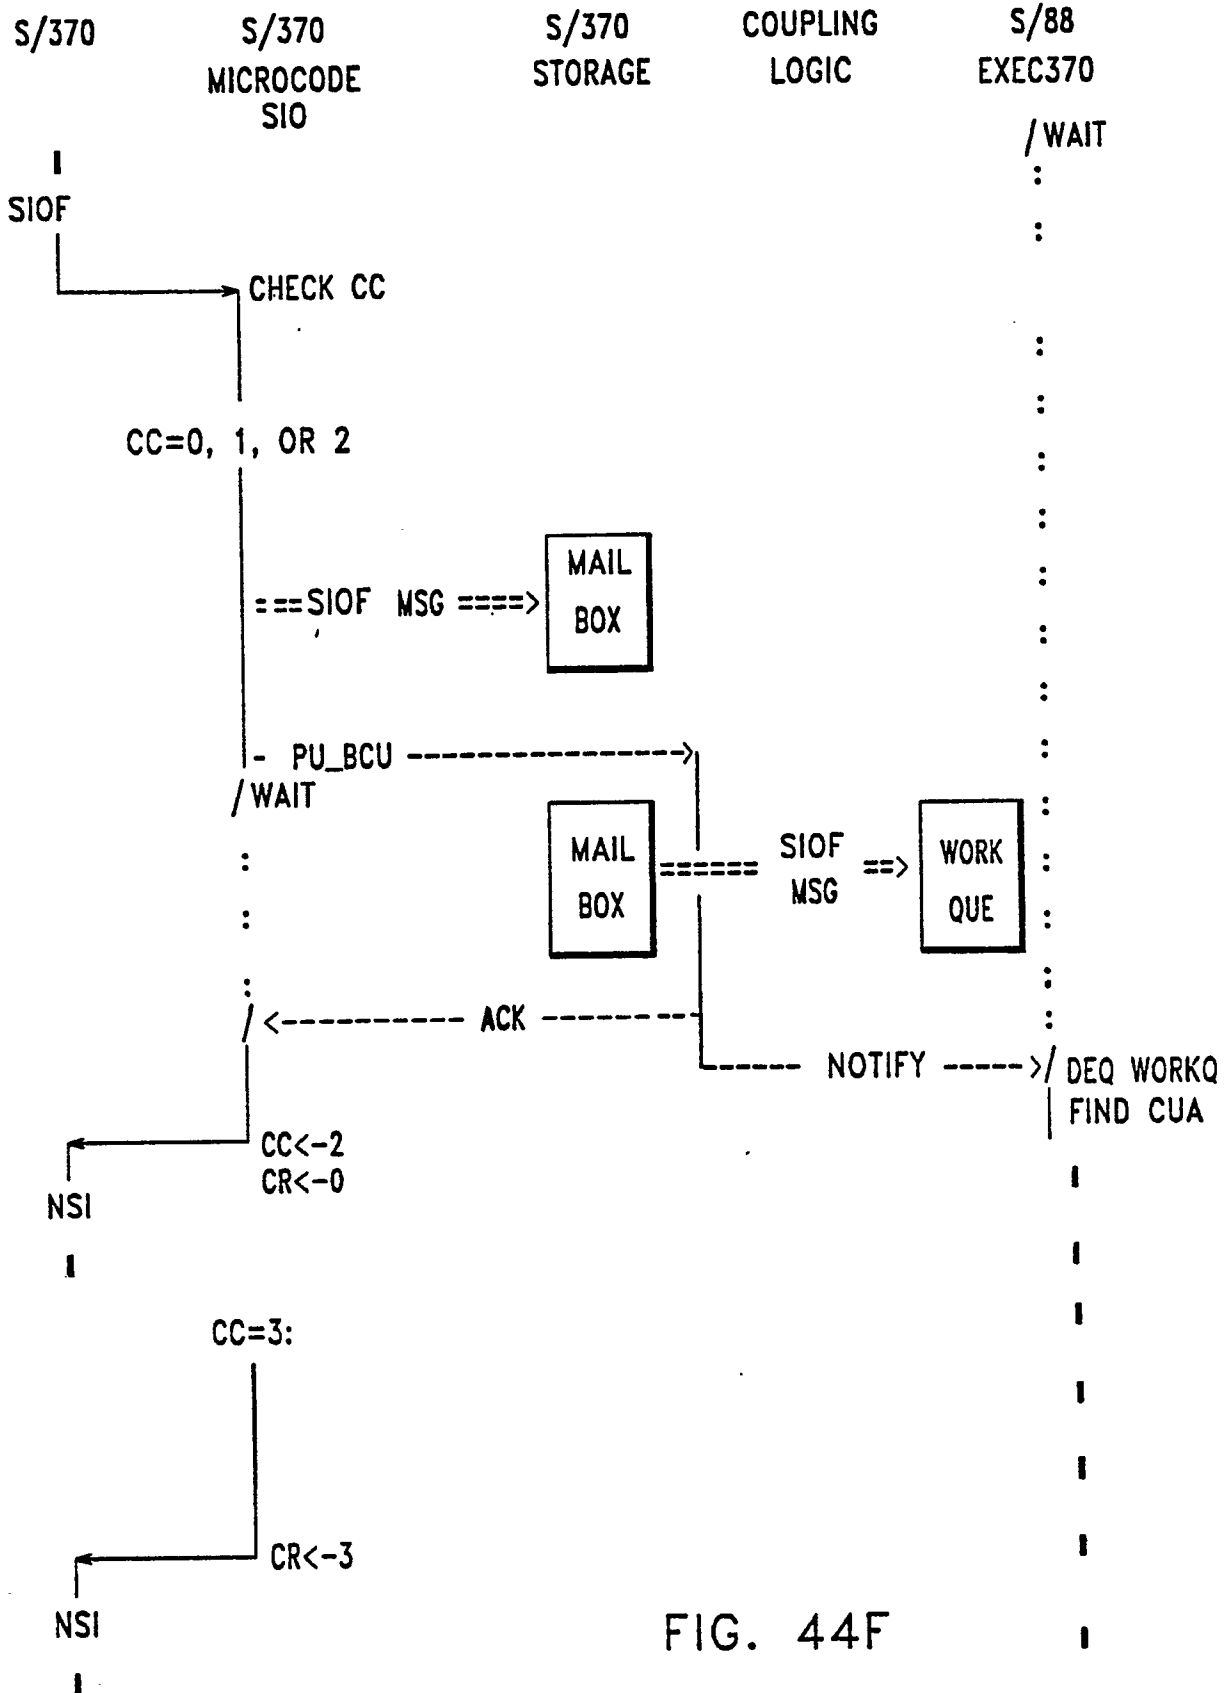 S/370 S/370 S/370 COUPLING S/88
MICROCODE STORAGE LOGIC EXEC370
SIO
/WAIT
SIOF
CHECK CC
CC=0, 1, OR 2
===SIOF MSG ====>
MAIL
BOX
- PU_BCU -------------------->
/WAIT
MAIL
BOX
====== SIOF ==>
MSG
WORK
QUE
/ <----------- ACK -----------
------ NOTIFY ----->/ DEQ WORKQ
FIND CUA
CC<-2
CR<-0
NSI
CC=3:
CR<-3
NSI
FIG. 44F